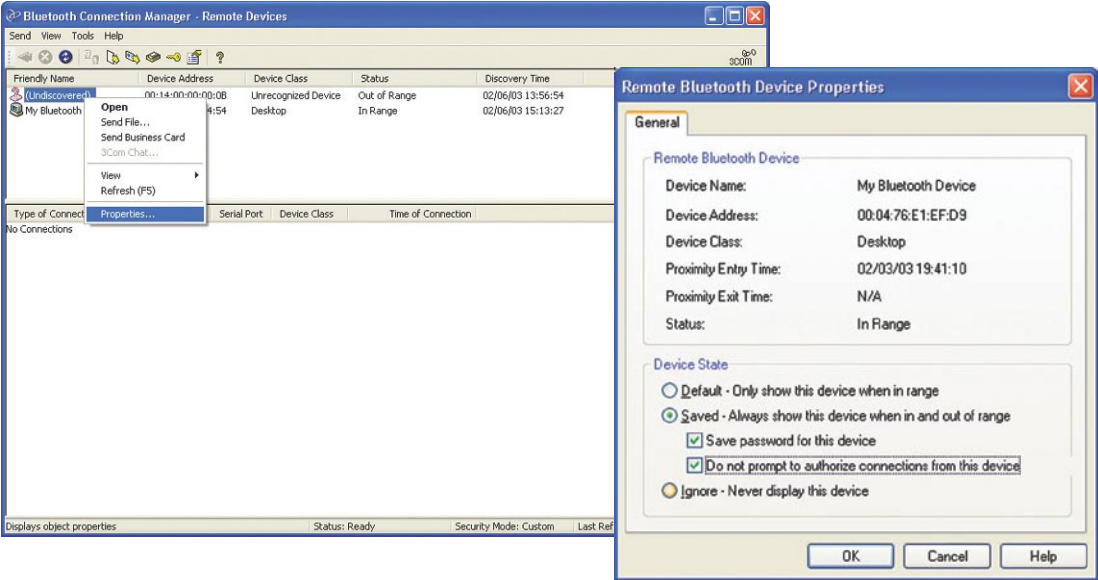 Bluetooth Connection Manager - Remote Devices
Send View Tools Help
3COM
Friendly Name Device Address Device Class Status Discovery Time
(Undiscovered) 00:14:00:00:00:0B Unrecognized Device Out of Range 02/06/03 13:56:54
My Bluetooth 4:54 Desktop In Range 02/06/03 15:13:27
Open
Send File...
Send Business Card
3Com Chat...
View
Refresh (F5)
Properties...
Type of Connect Serial Port Device Class Time of Connection
No Connections
Displays object properties Status: Ready Security Mode: Custom Last Ref
Remote Bluetooth Device Properties
General
Remote Bluetooth Device
Device Name: My Bluetooth Device
Device Address: 00:04:76:E1:EF:D9
Device Class: Desktop
Proximity Entry Time: 02/03/03 19:41:10
Proximity Exit Time: N/A
Status: In Range
Device State
Default - Only show this device when in range
Saved - Always show this device when in and out of range
Save password for this device
Do not prompt to authorize connections from this device
Ignore - Never display this device
OK Cancel Help